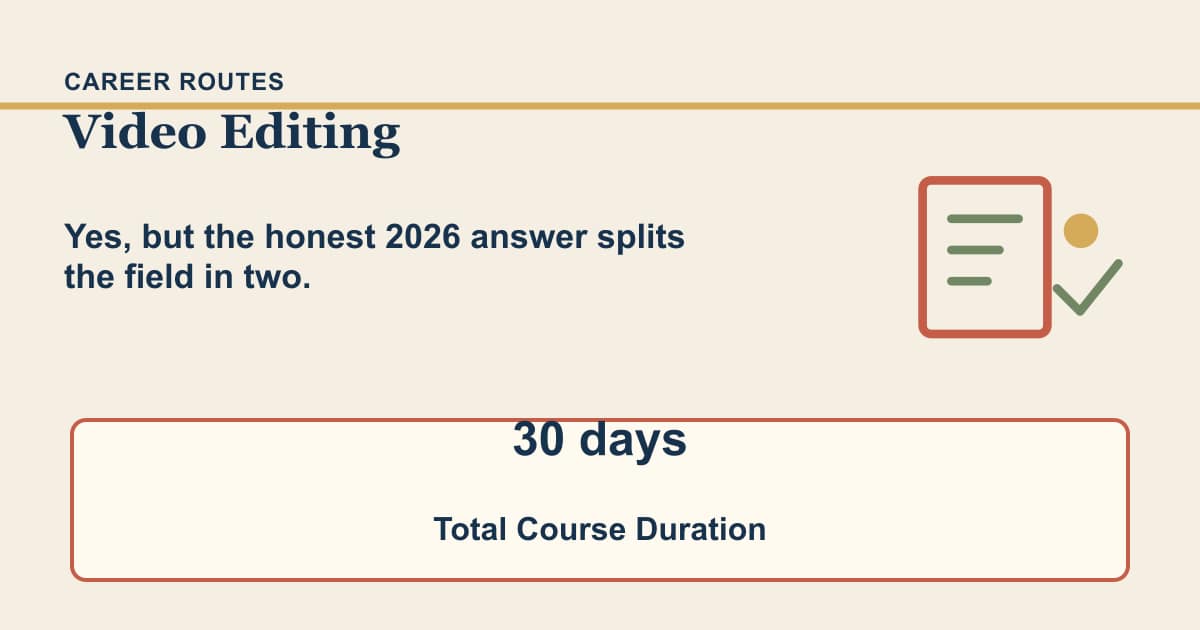 CAREER ROUTES
Video Editing
Yes, but the honest 2026 answer splits
the field in two.
30 days
Total Course Duration